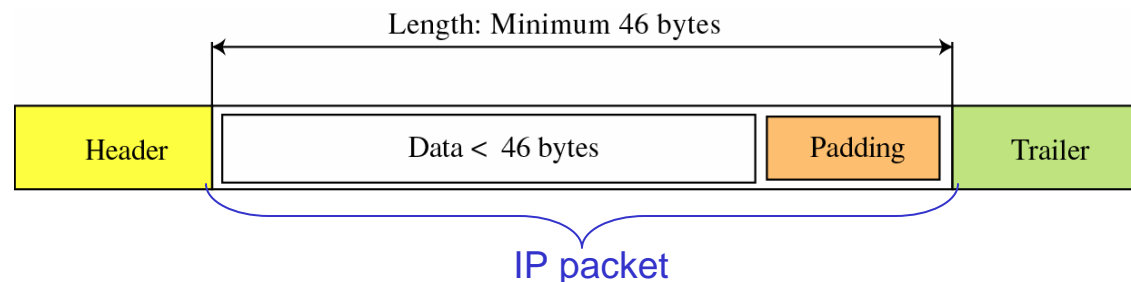 Length: Minimum 46 bytes
Header
Data < 46 bytes
Padding
Trailer
IP packet